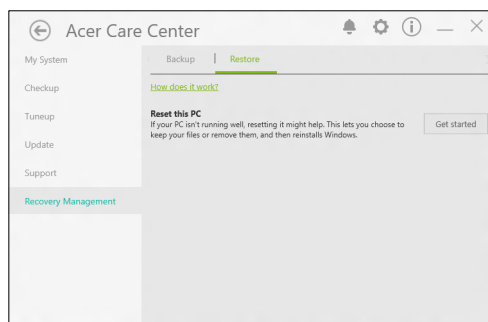 Acer Care Center
My System
Checkup
Tuneup
Update
Support
Recovery Management
Backup
Restore
How does it work?
Reset this PC
If your PC isn't running well, resetting it might help. This lets you choose to
keep your files or remove them, and then reinstalls Windows.
Get started